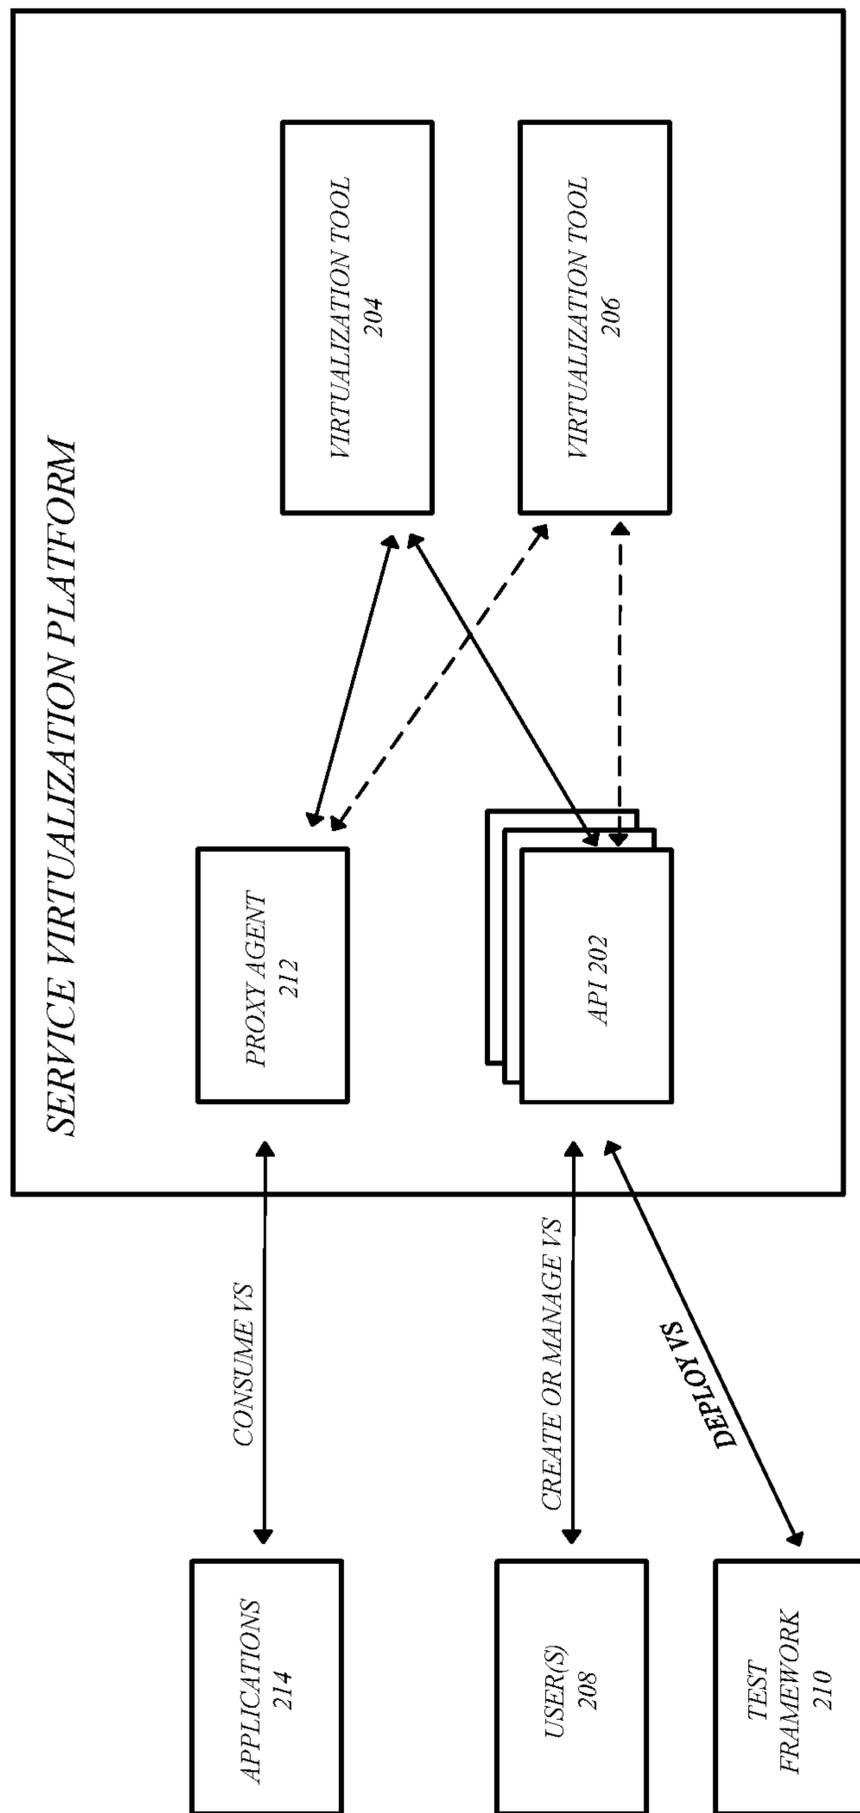 SERVICE VIRTUALIZATION PLATFORM
APPLICATIONS
214
CONSUME VS
PROXY AGENT
212
VIRTUALIZATION TOOL
204
USER(S)
208
CREATE OR MANAGE VS
API 202
VIRTUALIZATION TOOL
206
TEST
FRAMEWORK
210
DEPLOY VS